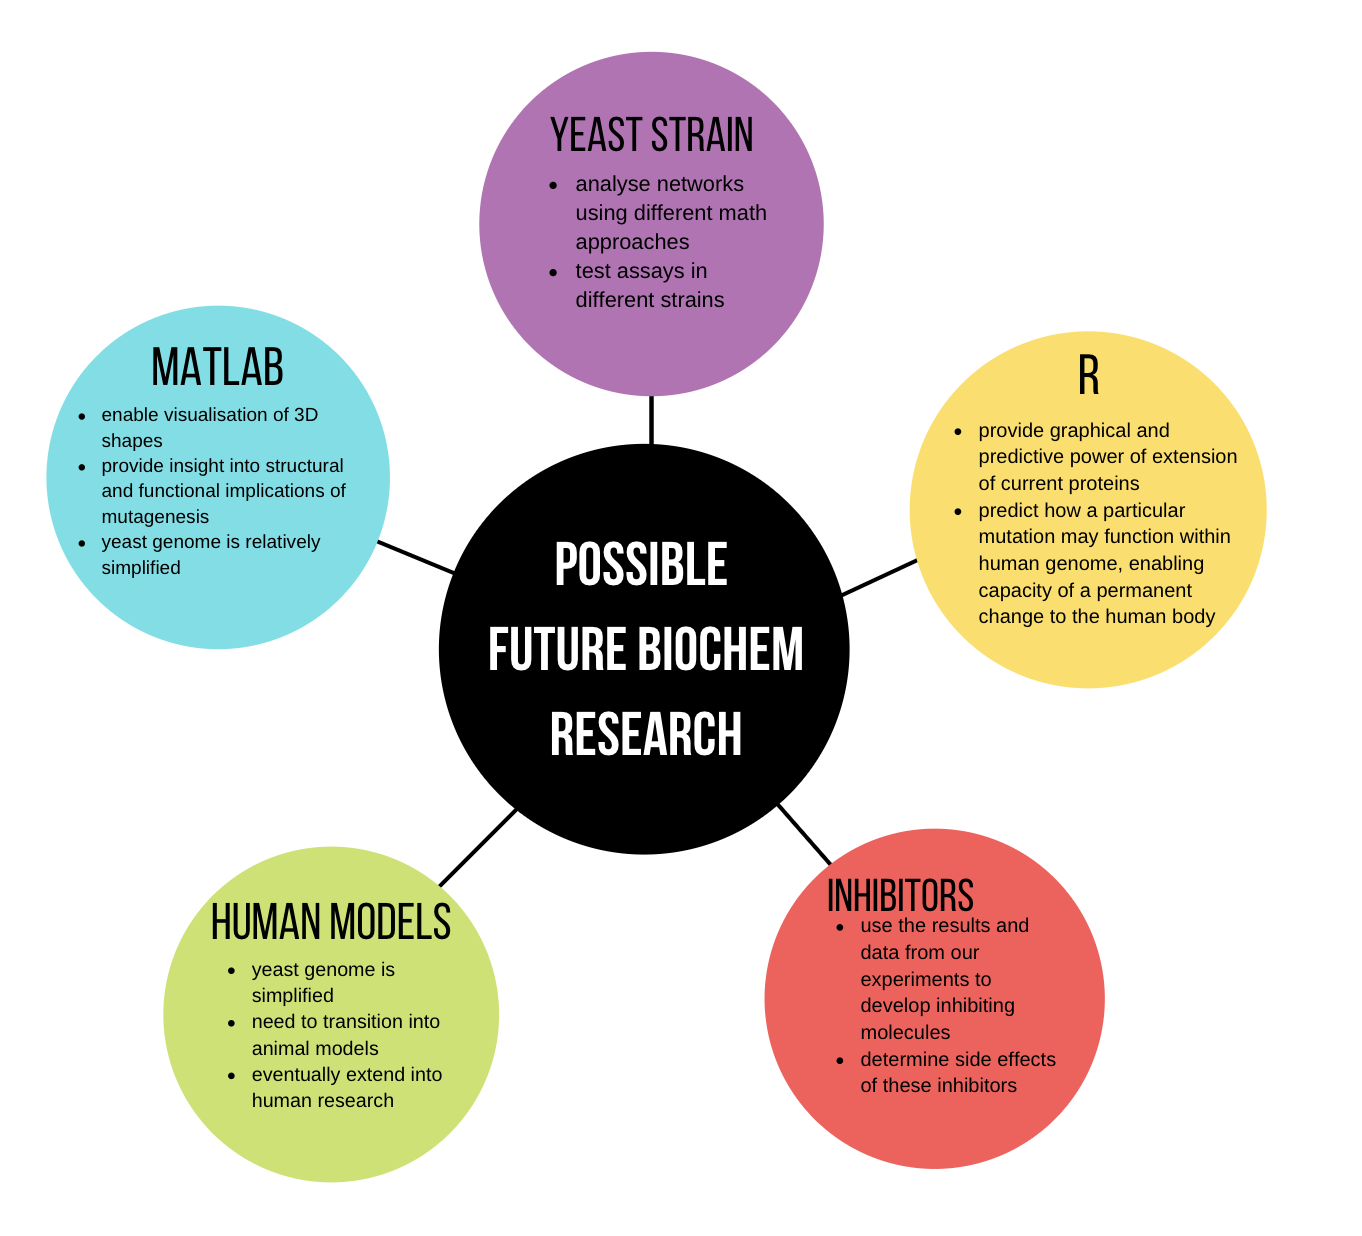 YEAST STRAIN
• analyse networks
using different math
approaches
• test assays in
different strains
MATLAB
• enable visualisation of 3D
shapes
• provide insight into structural
and functional implications of
mutagenesis
• yeast genome is relatively
simplified
R
• provide graphical and
predictive power of extension
of current proteins
• predict how a particular
mutation may function within
human genome, enabling
capacity of a permanent
change to the human body
POSSIBLE
FUTURE BIOCHEM
RESEARCH
HUMAN MODELS
• yeast genome is
simplified
• need to transition into
animal models
• eventually extend into
human research
INHIBITORS
• use the results and
data from our
experiments to
develop inhibiting
molecules
• determine side effects
of these inhibitors